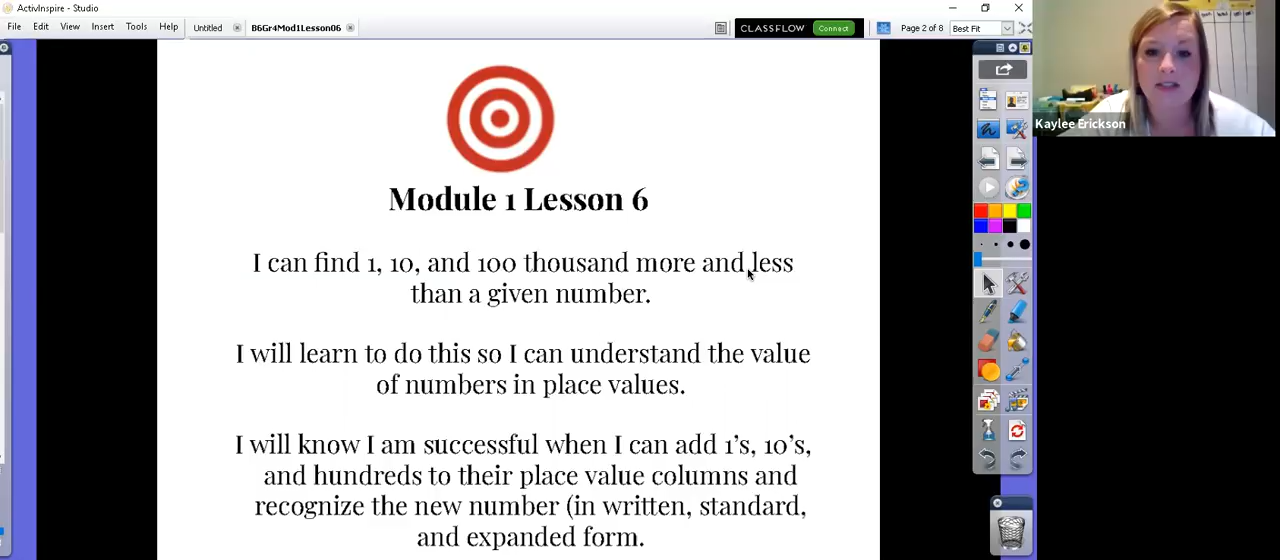 ActivInspire - Studio
File Edit View Insert Tools Help
Untitled
B6Gr4Mod1Lesson06
CLASSFLOW Connect
Page 2 of 8
Best Fit
Kaylee Erickson
Module 1 Lesson 6
I can find 1, 10, and 100 thousand more and less
than a given number.
I will learn to do this so I can understand the value
of numbers in place values.
I will know I am successful when I can add 1's, 10's,
and hundreds to their place value columns and
recognize the new number (in written, standard,
and expanded form.